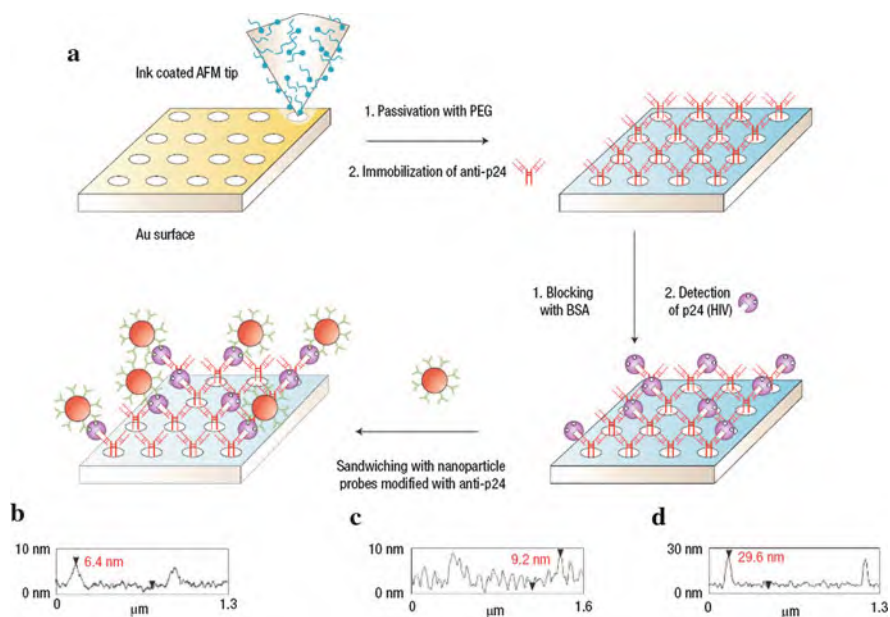 a
Ink coated AFM tip
1. Passivation with PEG
2. Immobilization of anti-p24
Au surface
1. Blocking
with BSA
2. Detection
of p24 (HIV)
Sandwiching with nanoparticle
probes modified with anti-p24
b
10 nm
6.4 nm
0 nm
0
µm
1.3
c
10 nm
9.2 nm
0 nm
0
µm
1.6
d
30 nm
29.6 nm
0 nm
0
µm
1.3